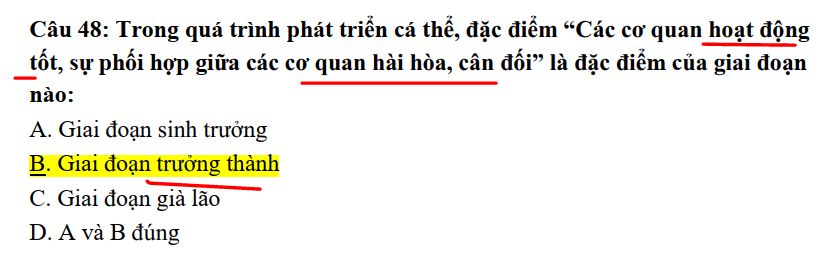 Câu 48: Trong quá trình phát triển cá thể, đặc điểm “Các cơ quan hoạt động
tốt, sự phối hợp giữa các cơ quan hài hòa, cân đối” là đặc điểm của giai đoạn
nào:
A. Giai đoạn sinh trưởng
B. Giai đoạn trưởng thành
C. Giai đoạn già lão
D. A và B đúng